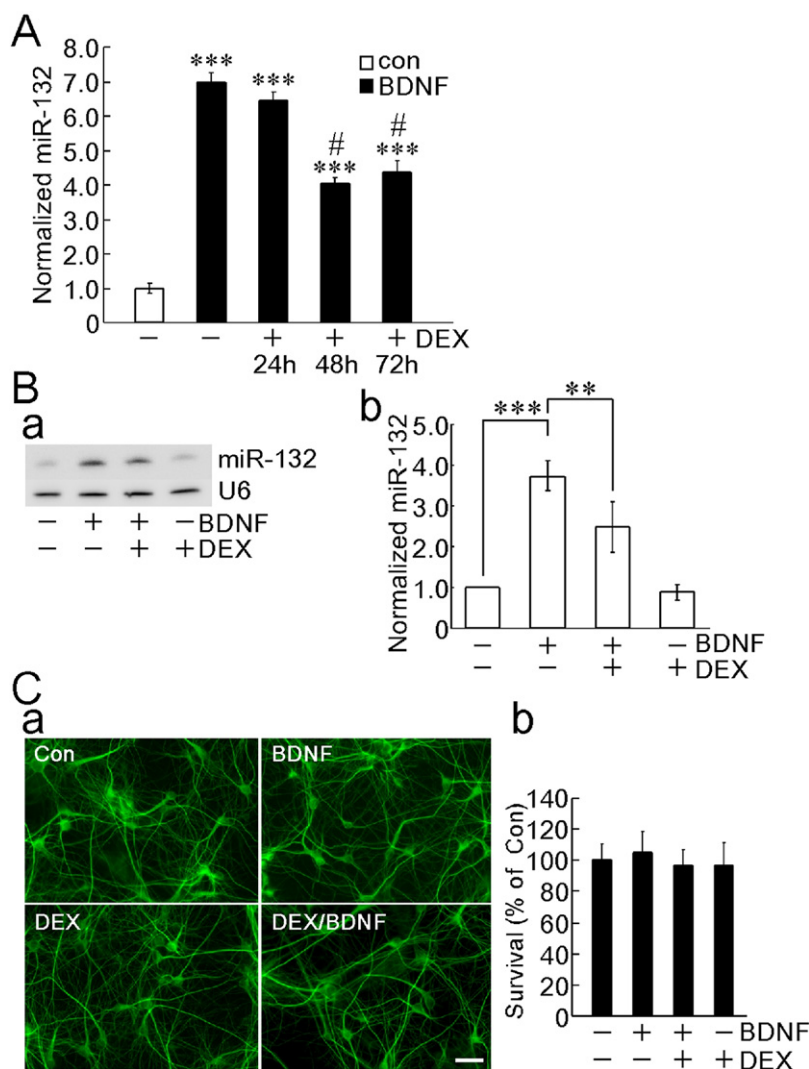 A
Normalized miR-132
8.0
7.0
6.0
5.0
4.0
3.0
2.0
1.0
0
*** *** # *** # ***
con
BDNF
− − + + + DEX
24h 48h 72h
B
a
miR-132
U6
− + + − BDNF
− − + + DEX
b
Normalized miR-132
5.0
4.0
3.0
2.0
1.0
0
*** **
− + + − BDNF
− − + + DEX
C
a
Con BDNF
DEX DEX/BDNF
b
Survival (% of Con)
140
120
100
80
60
40
20
0
− + + − BDNF
− − + + DEX